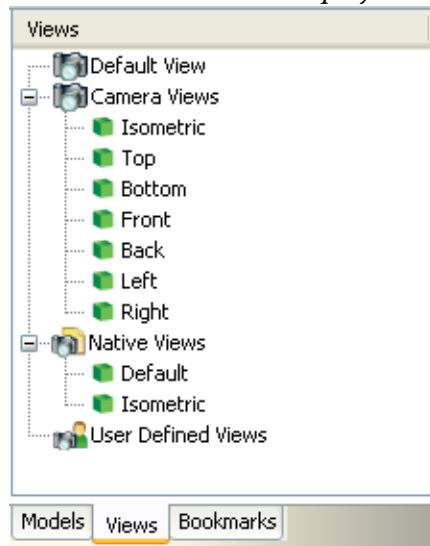 Views
Default View
Camera Views
Isometric
Top
Bottom
Front
Back
Left
Right
Native Views
Default
Isometric
User Defined Views
Models Views Bookmarks